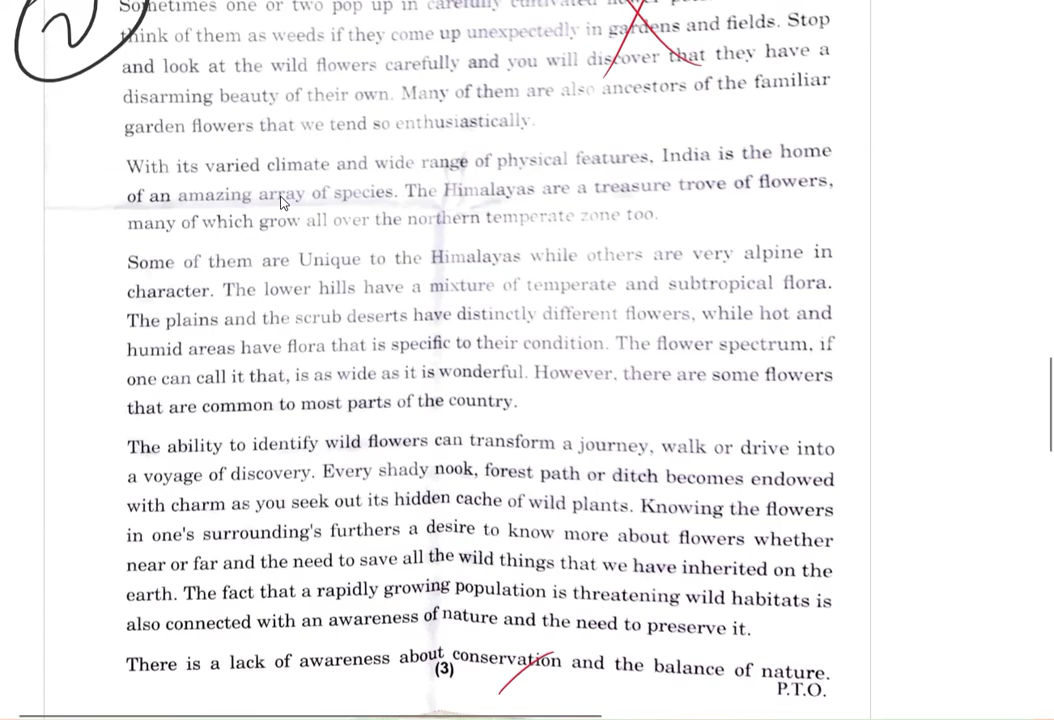 Sometimes one or two pop up in carefully cultivated
think of them as weeds if they come up unexpectedly in gardens and fields. Stop
and look at the wild flowers carefully and you will discover that they have a
disarming beauty of their own. Many of them are also ancestors of the familiar
garden flowers that we tend so enthusiastically.
With its varied climate and wide range of physical features, India is the home
of an amazing array of species. The Himalayas are a treasure trove of flowers,
many of which grow all over the northern temperate zone too.
Some of them are Unique to the Himalayas while others are very alpine in
character. The lower hills have a mixture of temperate and subtropical flora.
The plains and the scrub deserts have distinctly different flowers, while hot and
humid areas have flora that is specific to their condition. The flower spectrum, if
one can call it that, is as wide as it is wonderful. However, there are some flowers
that are common to most parts of the country.
The ability to identify wild flowers can transform a journey, walk or drive into
a voyage of discovery. Every shady nook, forest path or ditch becomes endowed
with charm as you seek out its hidden cache of wild plants. Knowing the flowers
in one's surrounding's furthers a desire to know more about flowers whether
near or far and the need to save all the wild things that we have inherited on the
earth. The fact that a rapidly growing population is threatening wild habitats is
also connected with an awareness of nature and the need to preserve it.
There is a lack of awareness about conservation and the balance of nature.
(3)
P.T.O.